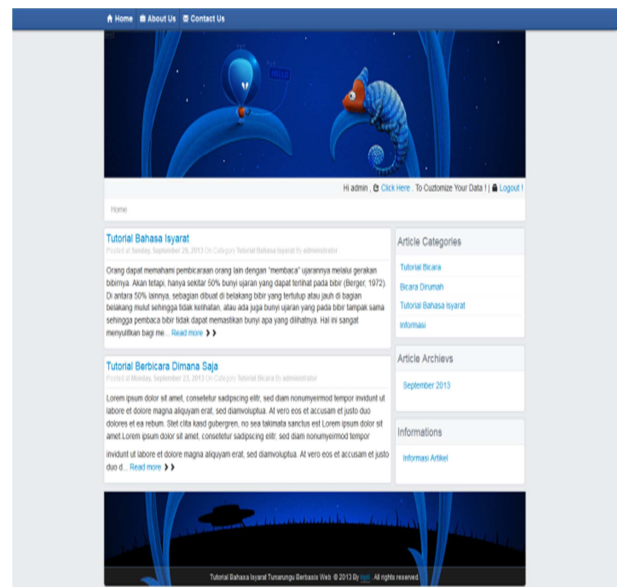 Home About Us Contact Us
Hi admin , Click Here . To Cuztomize Your Data ! | Logout !
Home
Tutorial Bahasa Isyarat
Posted at Sunday, September 29, 2013 On Category Tutorial Bahasa Isyarat By administrator
Orang dapat memahami pembicaraan orang lain dengan "membaca" ujarannya melalui gerakan
bibirnya. Akan tetapi, hanya sekitar 50% bunyi ujaran yang dapat terlihat pada bibir (Berger, 1972).
Di antara 50% lainnya, sebagian dibuat di belakang bibir yang tertutup atau jauh di bagian
belakang mulut sehingga tidak kelihatan, atau ada juga bunyi ujaran yang pada bibir tampak sama
sehingga pembaca bibir tidak dapat memastikan bunyi apa yang dilihatnya. Hal ini sangat
menyulitkan bagi me... Read more ❯❯
Tutorial Berbicara Dimana Saja
Posted at Monday, September 23, 2013 On Category Tutorial Bicara By administrator
Lorem ipsum dolor sit amet, consetetur sadipscing elitr, sed diam nonumyeirmod tempor invidunt ut
labore et dolore magna aliquyam erat, sed diamvoluptua. At vero eos et accusam et justo duo
dolores et ea rebum. Stet clita kasd gubergren, no sea takimata sanctus est Lorem ipsum dolor sit
amet.Lorem ipsum dolor sit amet, consetetur sadipscing elitr, sed diam nonumyeirmod tempor
invidunt ut labore et dolore magna aliquyam erat, sed diamvoluptua. At vero eos et accusam et justo
duo d... Read more ❯❯
Article Categories
Tutorial Bicara
Bicara Dirumah
Tutorial Bahasa Isyarat
Informasi
Article Archievs
September 2013
Informations
Informasi Artikel
Tutorial Bahasa Isyarat Tunarungu Berbasis Web © 2013 By . All rights reserved.